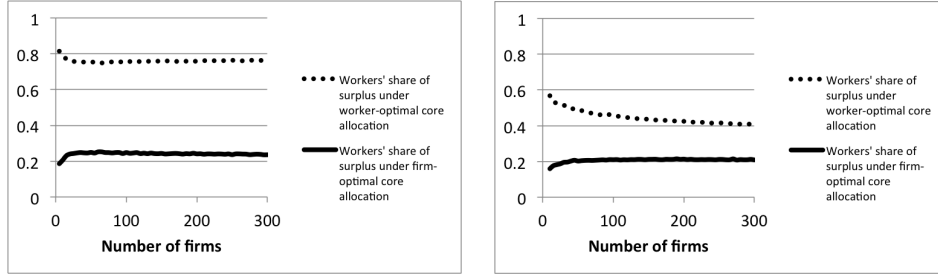 1
0.8
0.6
0.4
0.2
0
0 100 200 300
Number of firms
Workers' share of
surplus under
worker-optimal core
allocation
Workers' share of
surplus under firm-
optimal core
allocation
1
0.8
0.6
0.4
0.2
0
0 100 200 300
Number of firms
Workers' share of
surplus under
worker-optimal core
allocation
Workers' share of
surplus under firm-
optimal core
allocation